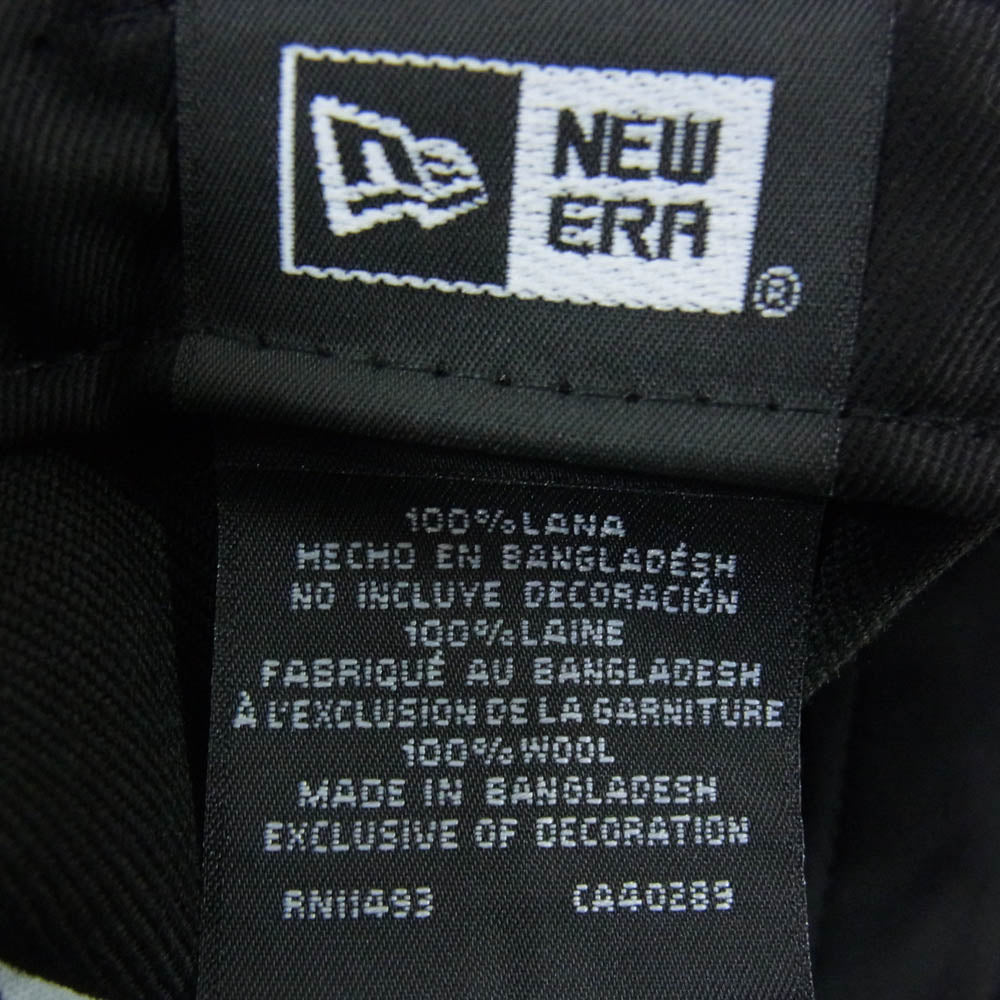 ne
NEW
ERA
®
100% LANA
HECHO EN BANGLADÉSH
NO INCLUYE DECORACIÓN
100% LAINE
FABRIQUÉ AU BANGLADESH
À L'EXCLUSION DE LA GARNITURE
100% WOOL
MADE IN BANGLADESH
EXCLUSIVE OF DECORATION
RN11493 CA40289